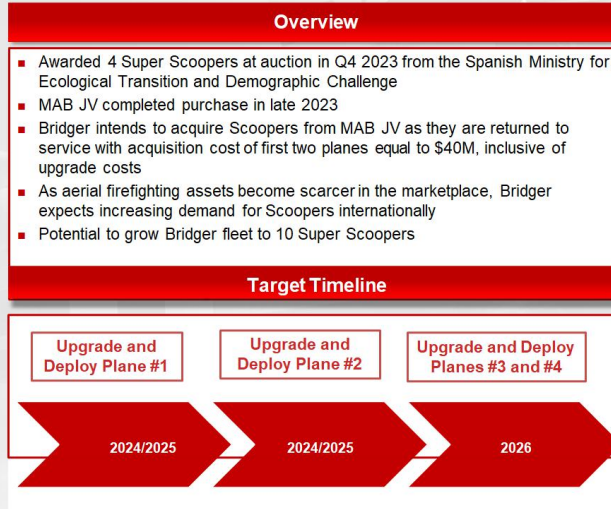 Overview
▪ Awarded 4 Super Scoopers at auction in Q4 2023 from the Spanish Ministry for
Ecological Transition and Demographic Challenge
▪ MAB JV completed purchase in late 2023
▪ Bridger intends to acquire Scoopers from MAB JV as they are returned to
service with acquisition cost of first two planes equal to $40M, inclusive of
upgrade costs
▪ As aerial firefighting assets become scarcer in the marketplace, Bridger
expects increasing demand for Scoopers internationally
▪ Potential to grow Bridger fleet to 10 Super Scoopers
Target Timeline
Upgrade and
Deploy Plane #1
Upgrade and
Deploy Plane #2
Upgrade and Deploy
Planes #3 and #4
2024/2025
2024/2025
2026